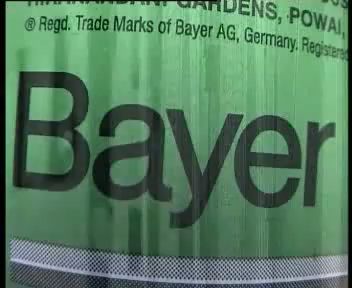 GARDENS, POWAI,
® Regd. Trade Marks of Bayer AG, Germany. Registered
Bayer